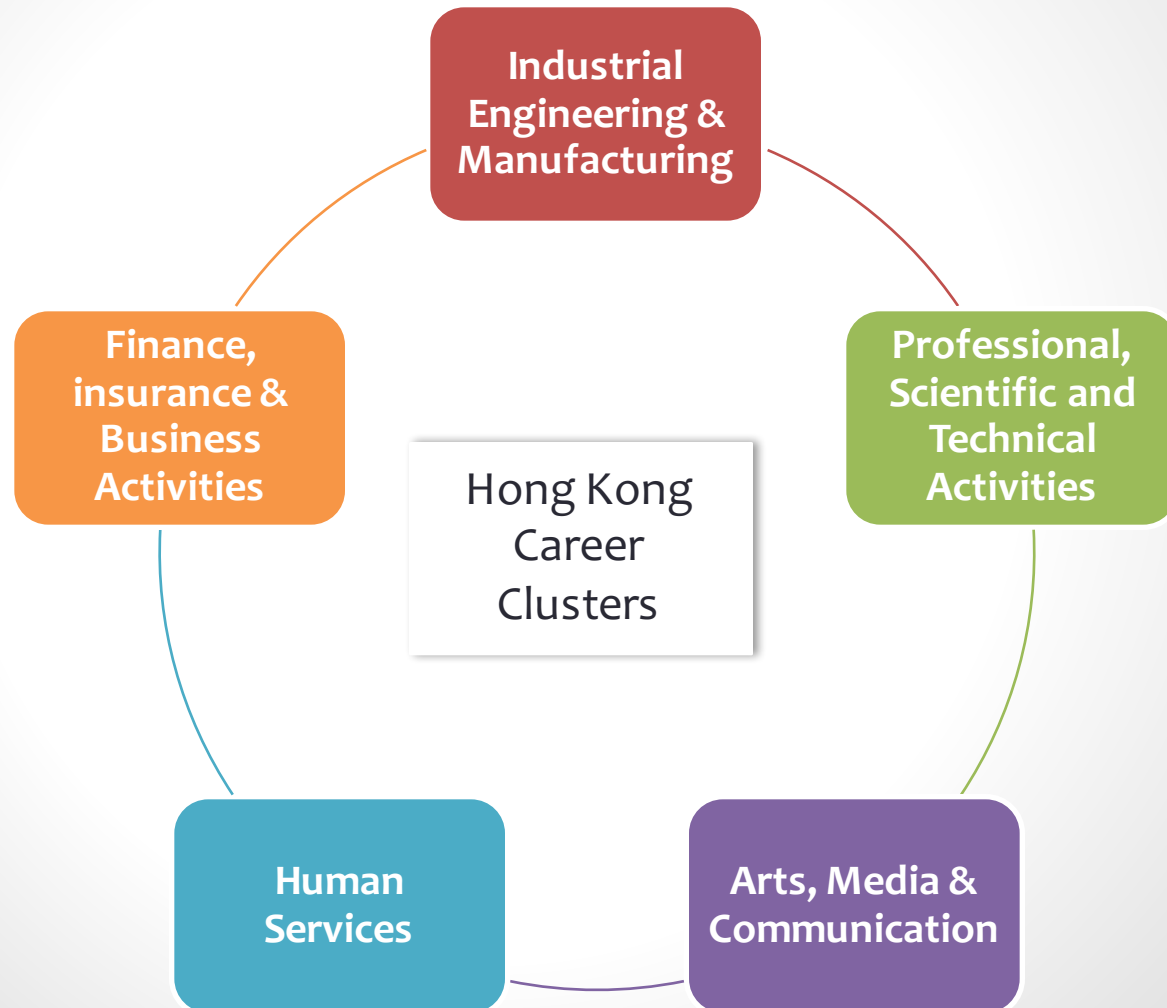 Industrial
Engineering &
Manufacturing
Finance,
insurance &
Business
Activities
Professional,
Scientific and
Technical
Activities
Hong Kong
Career
Clusters
Human
Services
Arts, Media &
Communication